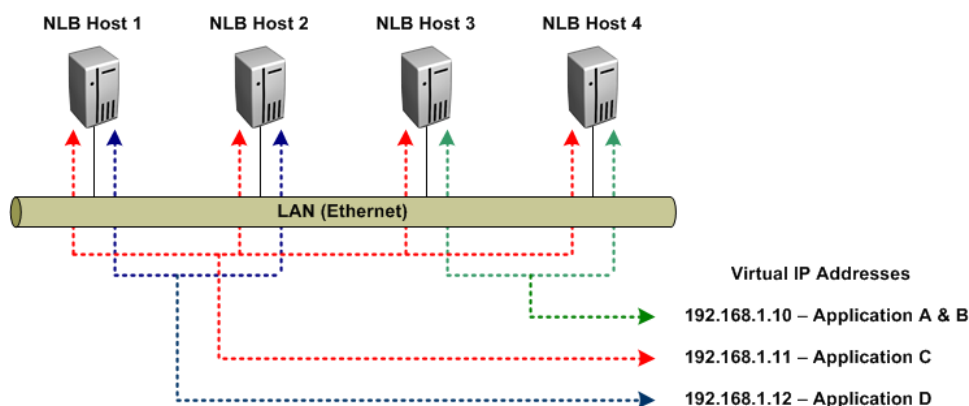 NLB Host 1
NLB Host 2
NLB Host 3
NLB Host 4
LAN (Ethernet)
Virtual IP Addresses
192.168.1.10 – Application A & B
192.168.1.11 – Application C
192.168.1.12 – Application D